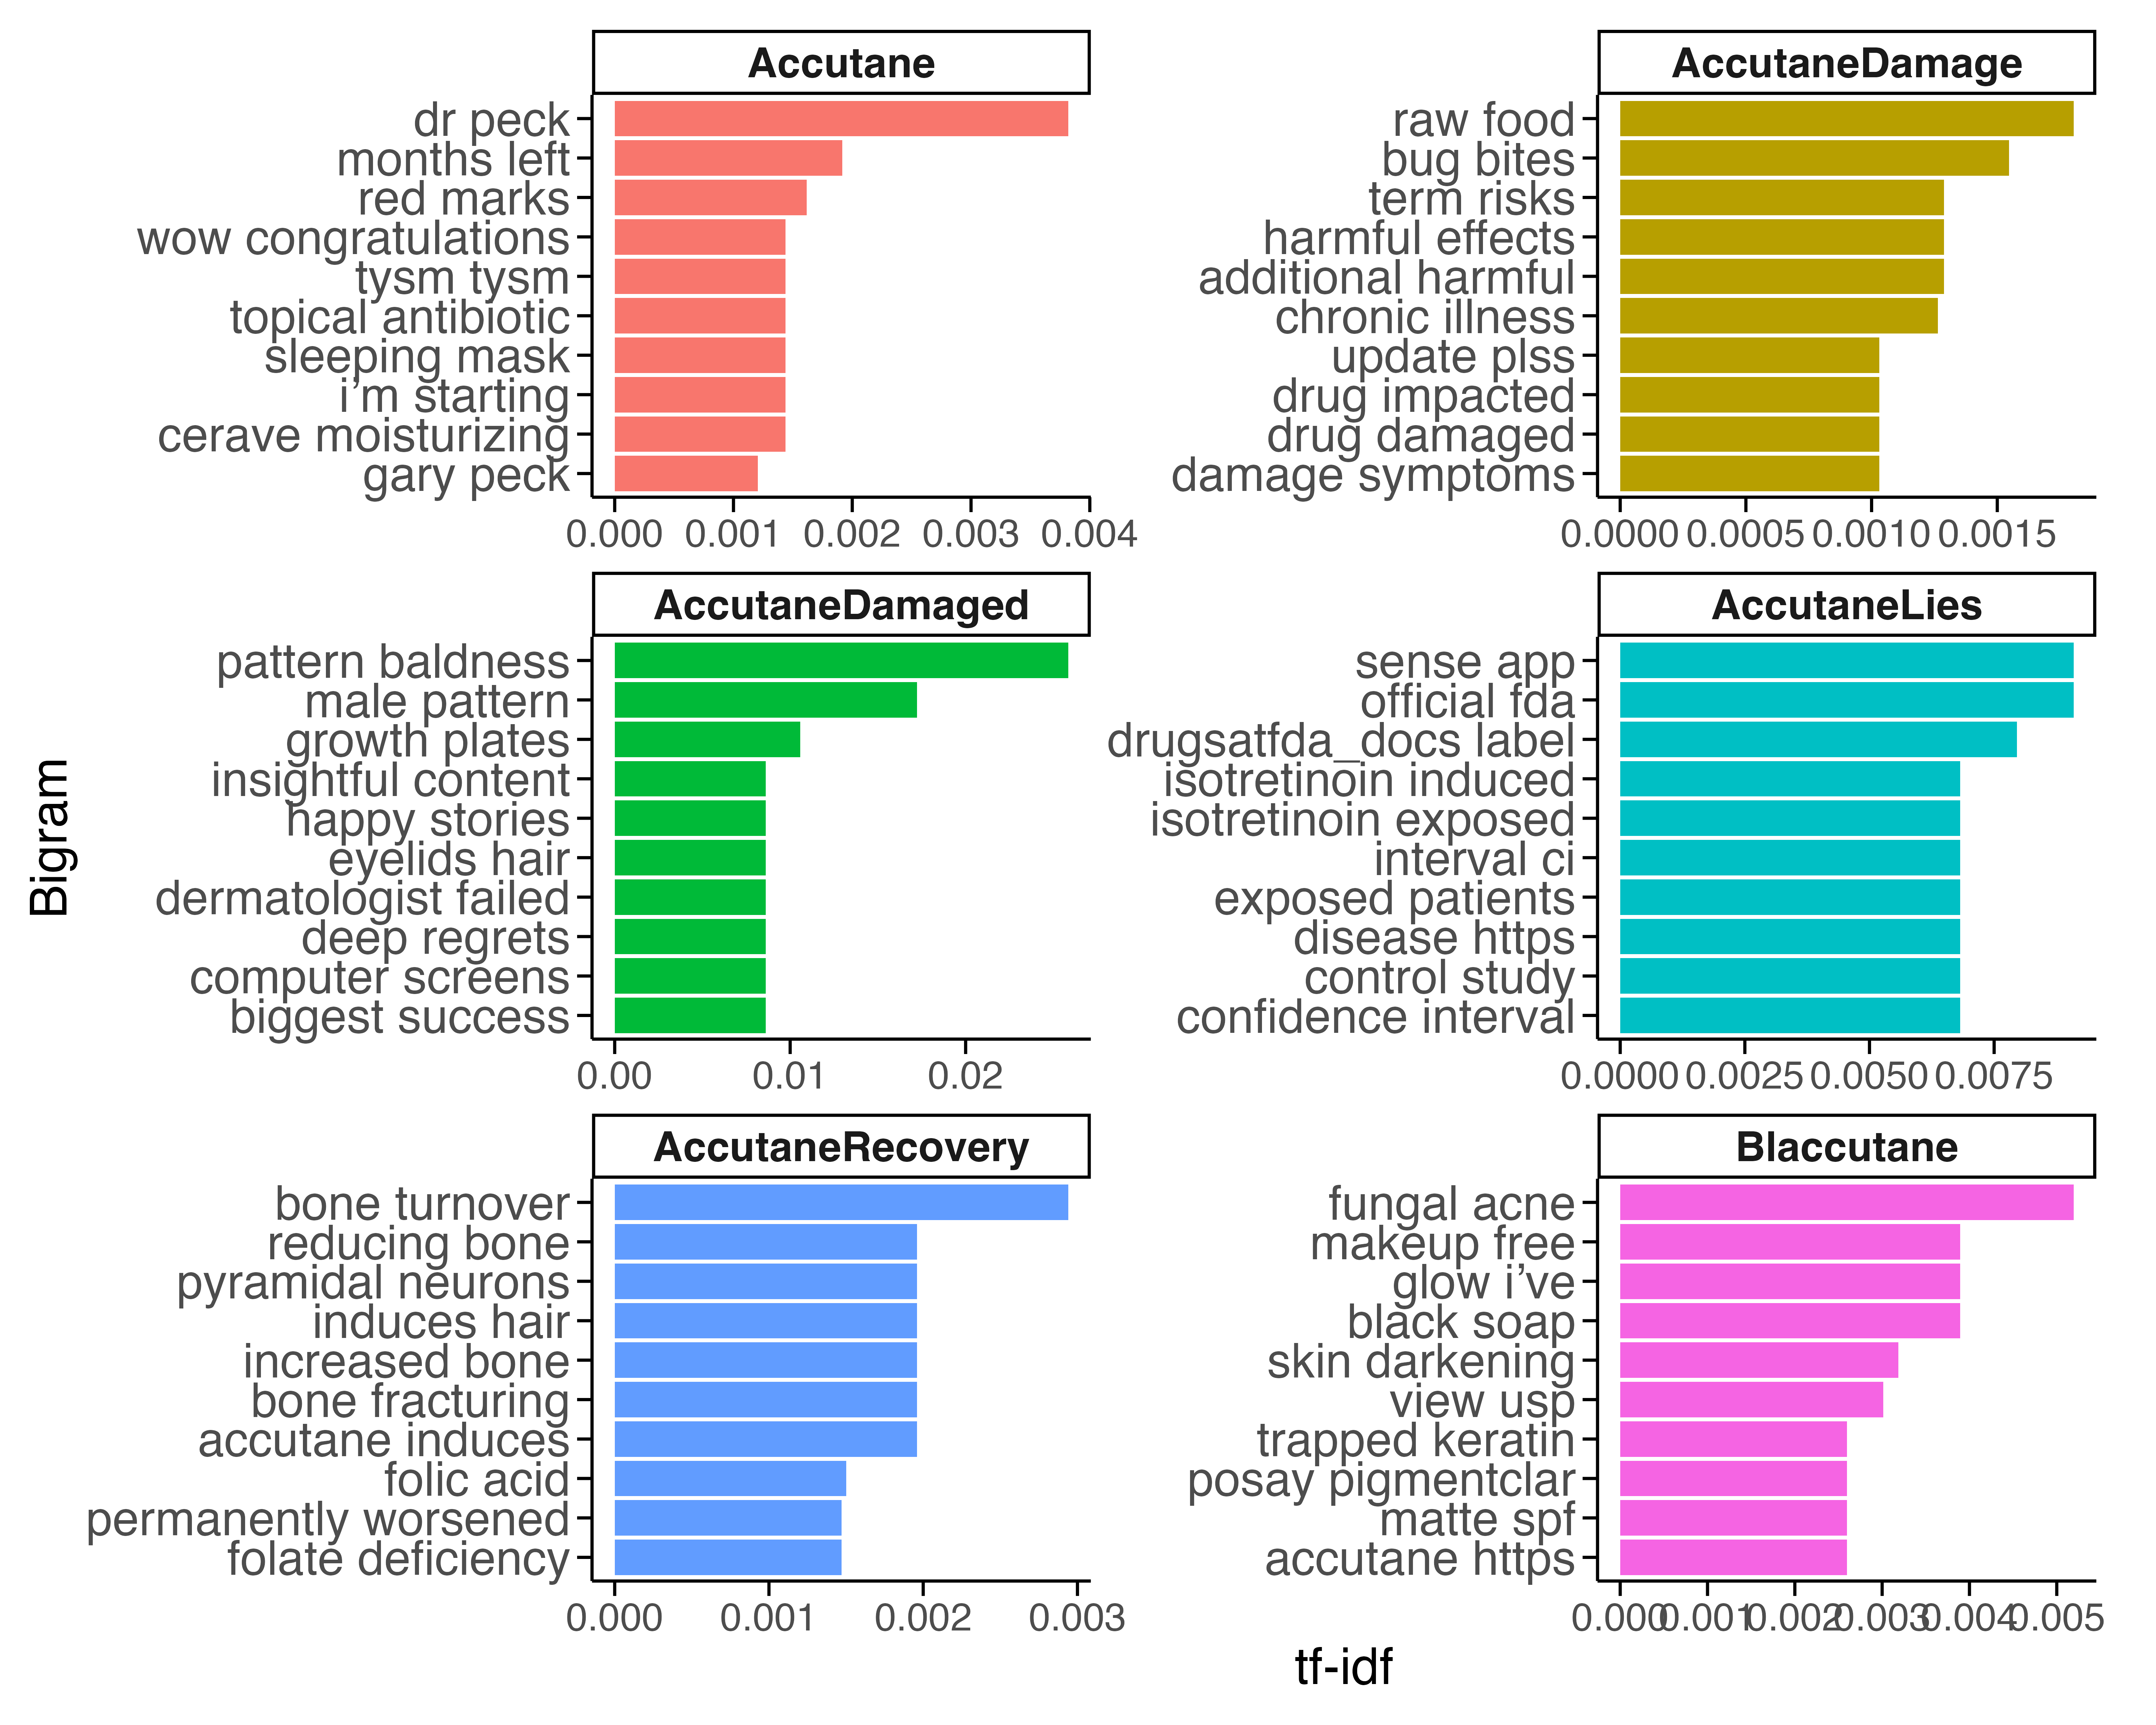 Accutane
dr peck
months left
red marks
wow congratulations
tysm tysm
topical antibiotic
sleeping mask
i’m starting
cerave moisturizing
gary peck
0.000 0.001 0.002 0.003 0.004
AccutaneDamage
raw food
bug bites
term risks
harmful effects
additional harmful
chronic illness
update plss
drug impacted
drug damaged
damage symptoms
0.0000 0.0005 0.0010 0.0015
Bigram
AccutaneDamaged
pattern baldness
male pattern
growth plates
insightful content
happy stories
eyelids hair
dermatologist failed
deep regrets
computer screens
biggest success
0.00 0.01 0.02
AccutaneLies
sense app
official fda
drugsatfda_docs label
isotretinoin induced
isotretinoin exposed
interval ci
exposed patients
disease https
control study
confidence interval
0.0000 0.0025 0.0050 0.0075
AccutaneRecovery
bone turnover
reducing bone
pyramidal neurons
induces hair
increased bone
bone fracturing
accutane induces
folic acid
permanently worsened
folate deficiency
0.000 0.001 0.002 0.003
Blaccutane
fungal acne
makeup free
glow i’ve
black soap
skin darkening
view usp
trapped keratin
posay pigmentclar
matte spf
accutane https
0.000 0.001 0.002 0.003 0.004 0.005
tf-idf